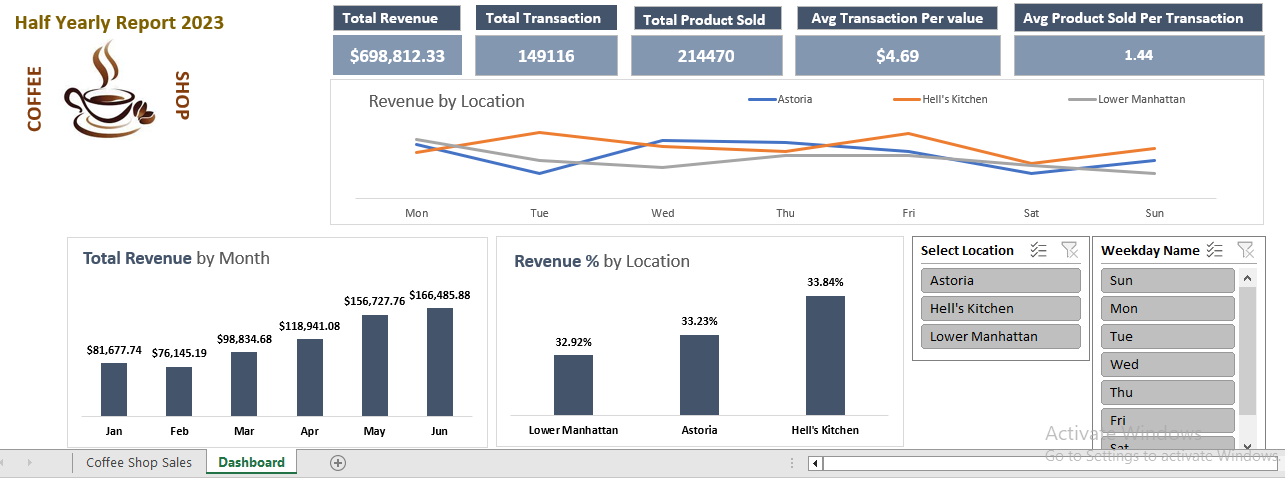 Half Yearly Report 2023
COFFEE
SHOP
Total Revenue
$698,812.33
Total Transaction
149116
Total Product Sold
214470
Avg Transaction Per value
$4.69
Avg Product Sold Per Transaction
1.44
Revenue by Location
Astoria
Hell's Kitchen
Lower Manhattan
Mon
Tue
Wed
Thu
Fri
Sat
Sun
Total Revenue by Month
$81,677.74
$76,145.19
$98,834.68
$118,941.08
$156,727.76
$166,485.88
Jan
Feb
Mar
Apr
May
Jun
Revenue % by Location
32.92%
33.23%
33.84%
Lower Manhattan
Astoria
Hell's Kitchen
Select Location
Astoria
Hell's Kitchen
Lower Manhattan
Weekday Name
Sun
Mon
Tue
Wed
Thu
Fri
Sat
Activate Windows
Go to Settings to activate Windows.
Coffee Shop Sales
Dashboard